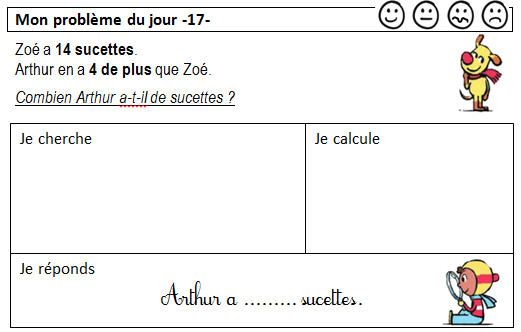 Mon problème du jour -17-
Zoé a 14 sucettes.
Arthur en a 4 de plus que Zoé.
Combien Arthur a-t-il de sucettes ?
Je cherche
Je calcule
Je réponds
Arthur a ......... sucettes.